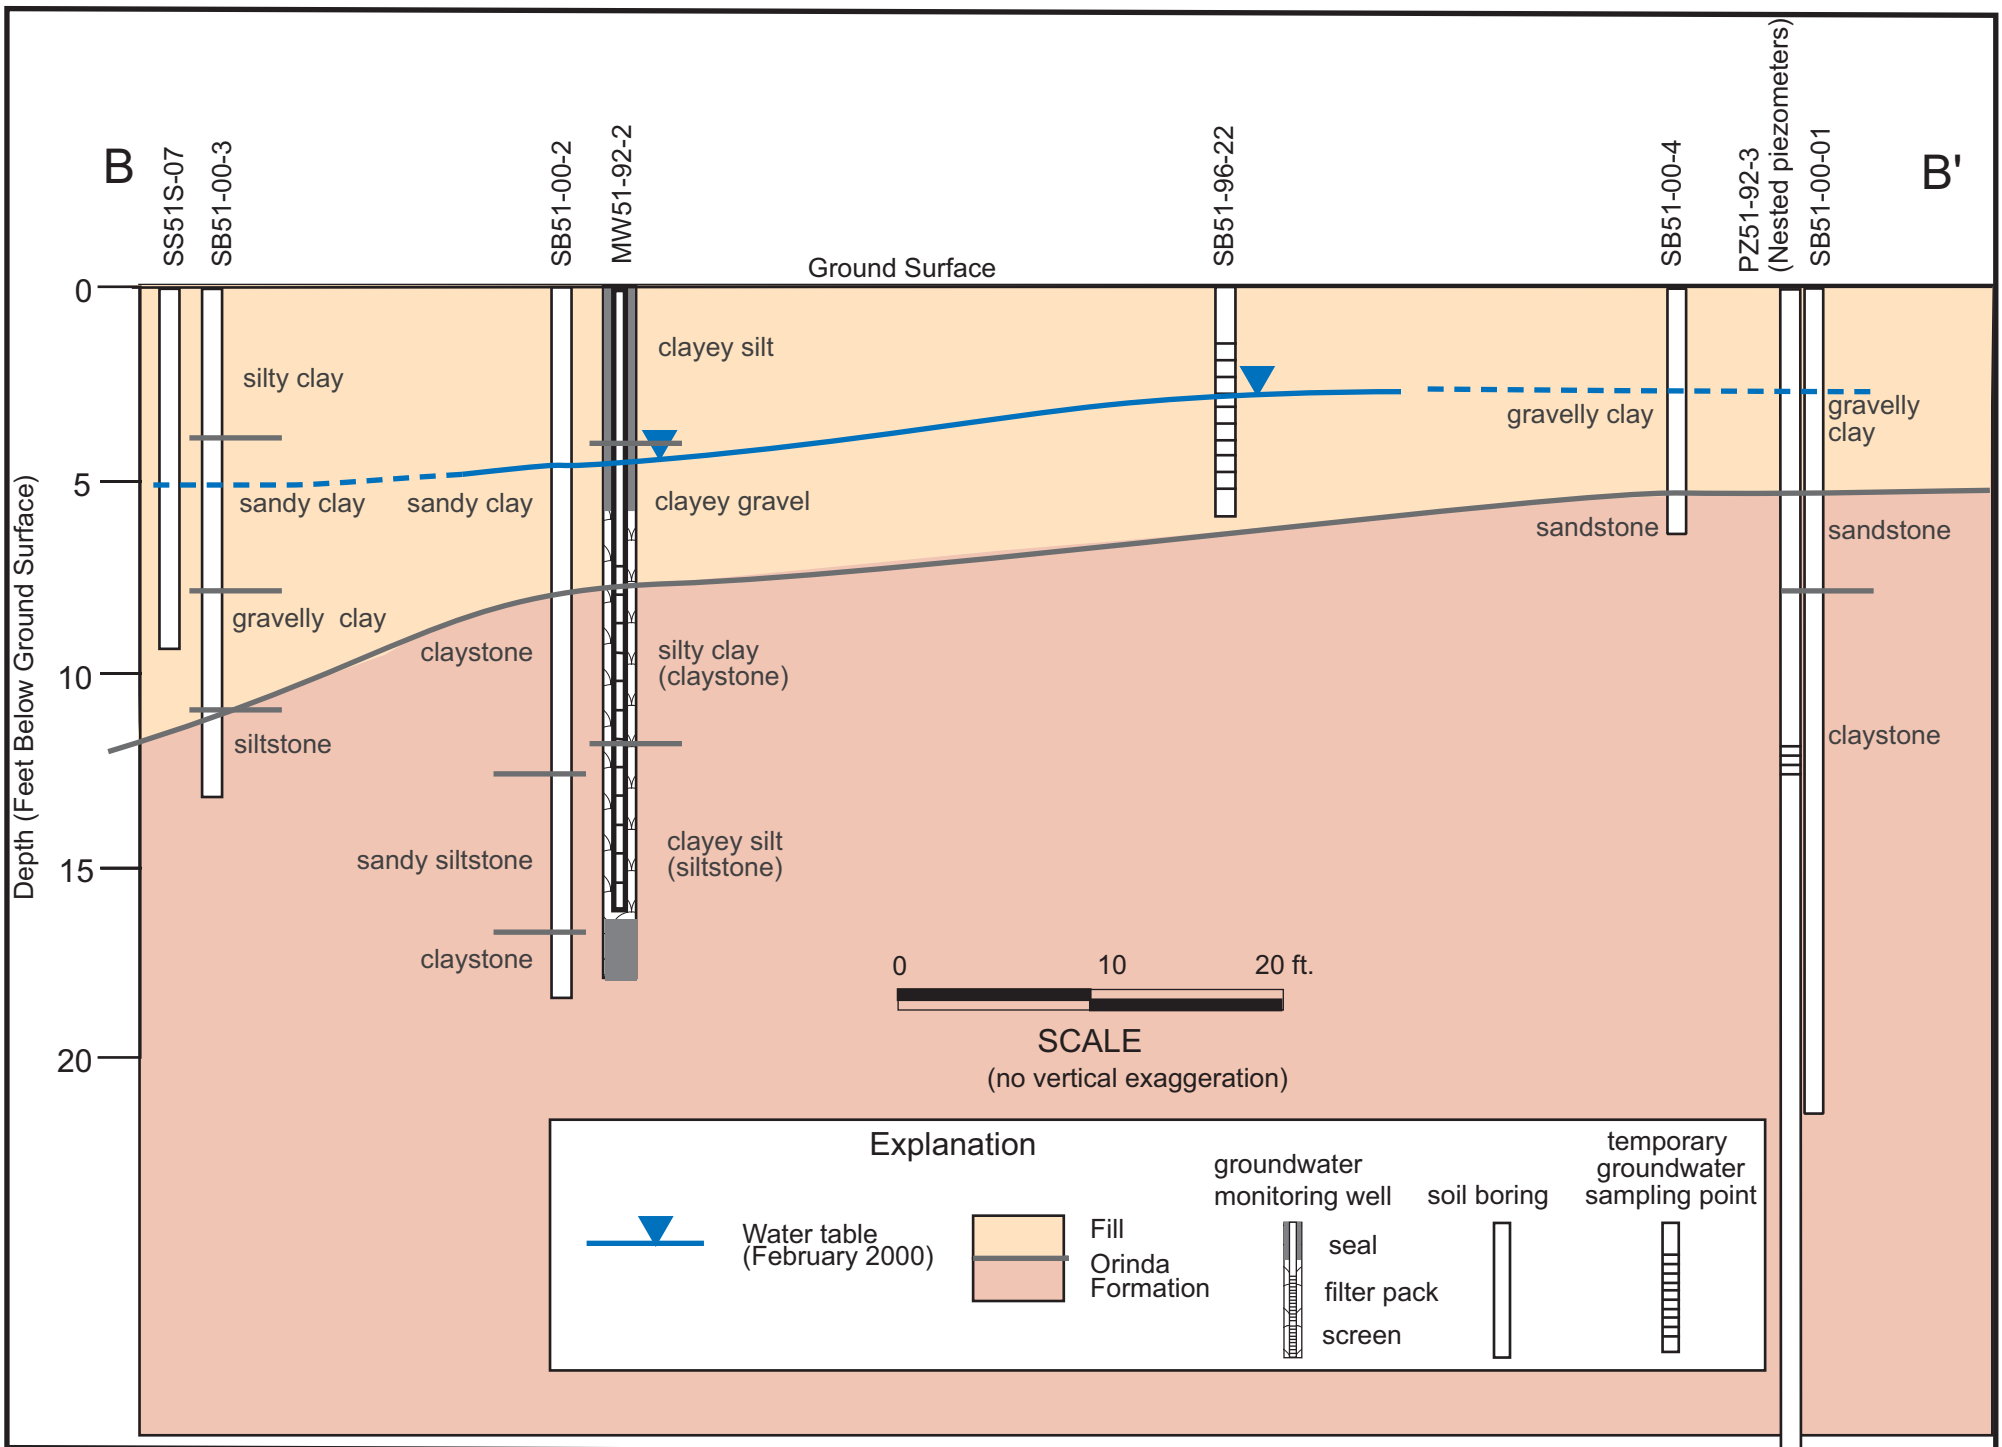 B
SS51S-07
SB51-00-3
SB51-00-2
MW51-92-2
SB51-96-22
SB51-00-4
PZ51-92-3
(Nested piezometers)
SB51-00-01
B'
Ground Surface
Depth (Feet Below Ground Surface)
0
5
10
15
20
silty clay
sandy clay
gravelly clay
siltstone
sandy clay
claystone
sandy siltstone
claystone
clayey silt
clayey gravel
silty clay
(claystone)
clayey silt
(siltstone)
gravelly clay
sandstone
gravelly
clay
sandstone
claystone
0 10 20 ft.
SCALE
(no vertical exaggeration)
Explanation
Water table
(February 2000)
Fill
Orinda
Formation
groundwater
monitoring well
seal
filter pack
screen
soil boring
temporary
groundwater
sampling point